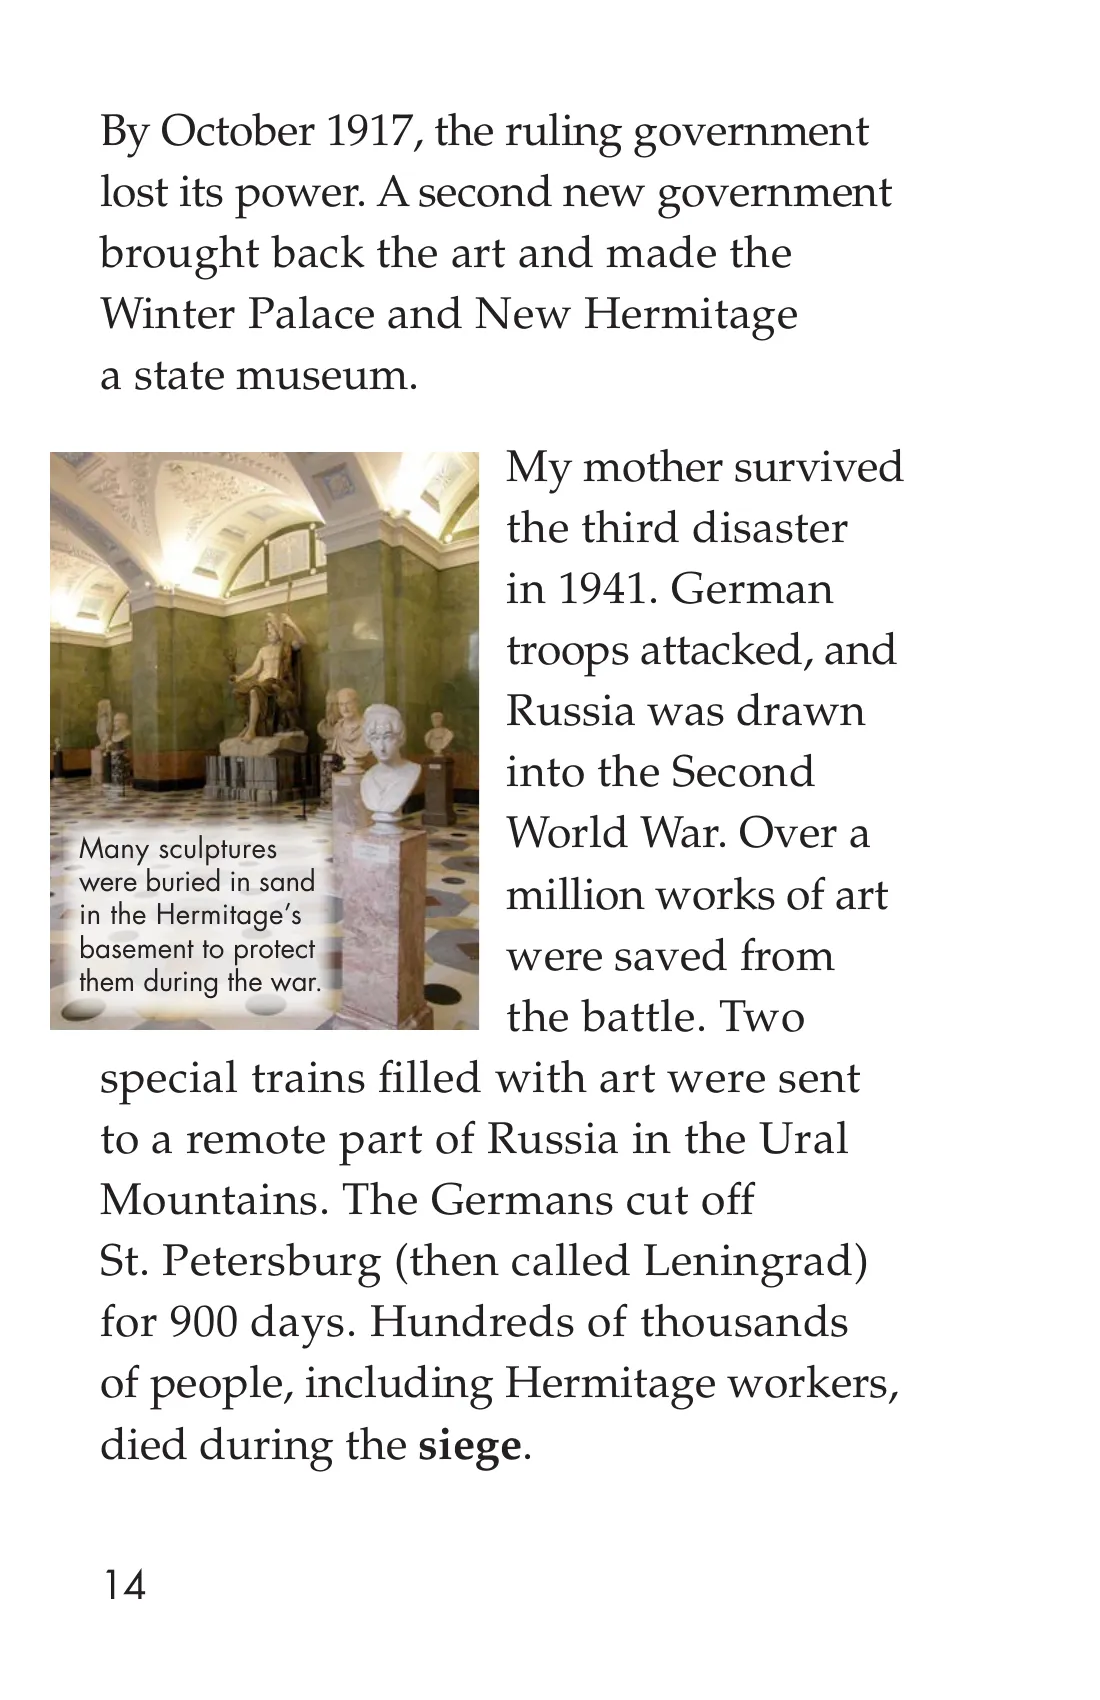 By October 1917, the ruling government
lost its power. A second new government
brought back the art and made the
Winter Palace and New Hermitage
a state museum.
My mother survived
the third disaster
in 1941. German
troops attacked, and
Russia was drawn
into the Second
World War. Over a
million works of art
were saved from
the battle. Two
special trains filled with art were sent
to a remote part of Russia in the Ural
Mountains. The Germans cut off
St. Petersburg (then called Leningrad)
for 900 days. Hundreds of thousands
of people, including Hermitage workers,
died during the siege.
Many sculptures
were buried in sand
in the Hermitage's
basement to protect
them during the war.
14